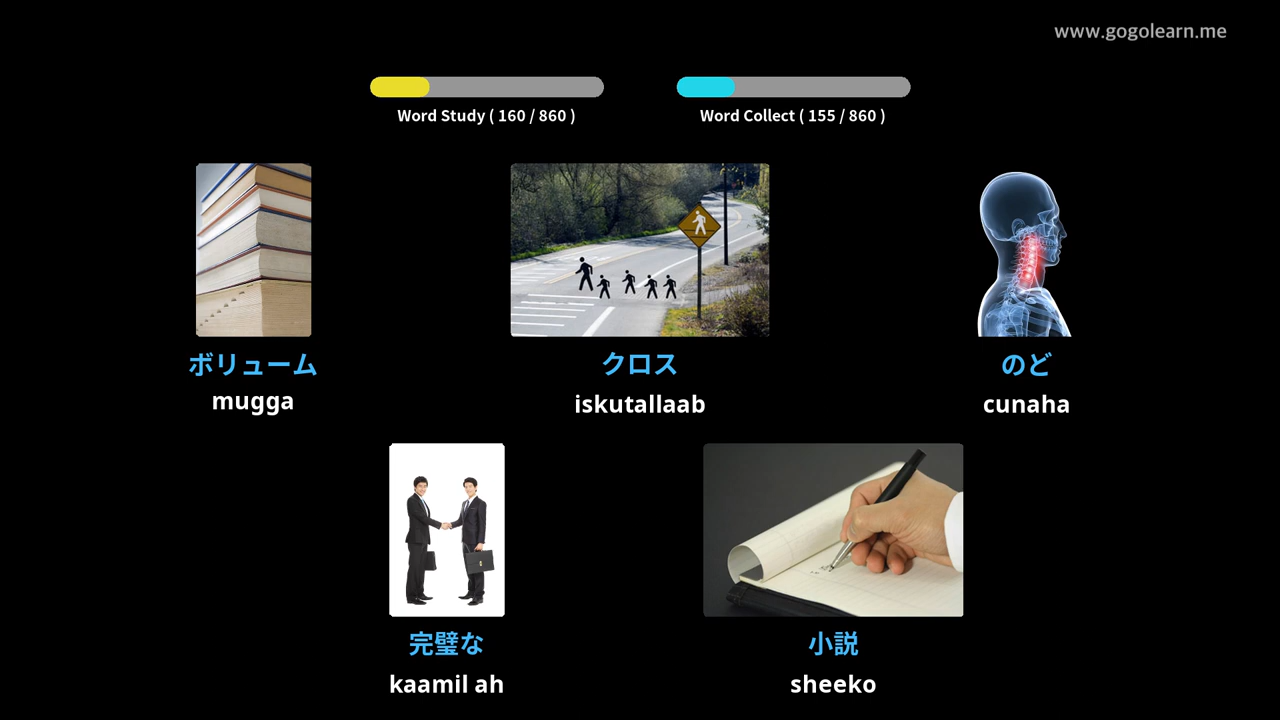 www.gogolearn.me
Word Study ( 160 / 860 )
Word Collect ( 155 / 860 )
ボリューム
mugga
クロス
iskutallaab
のど
cunaha
完璧な
kaamil ah
小説
sheeko